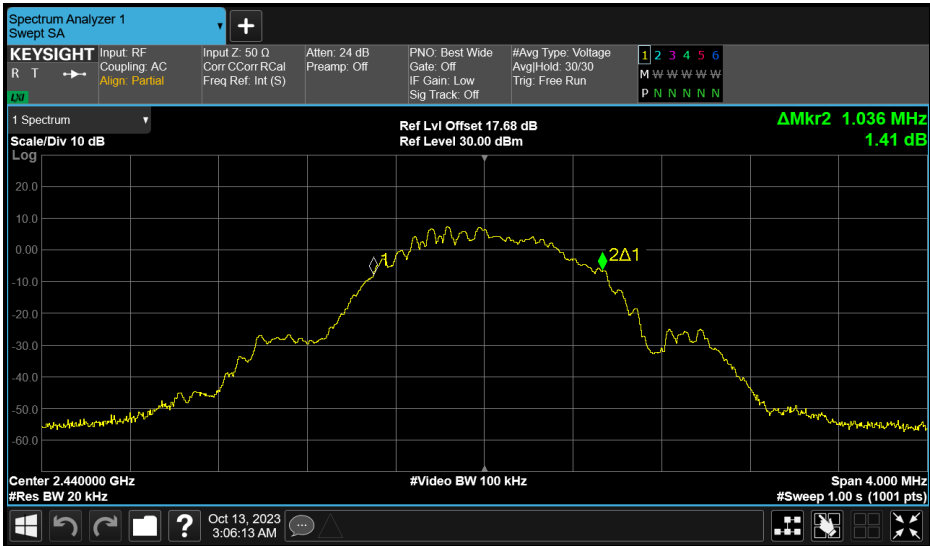 Spectrum Analyzer 1
Swept SA
+
KEYSIGHT
R T
LXI
Input: RF
Coupling: AC
Align: Partial
Input Z: 50 Ω
Corr CCorr RCal
Freq Ref: Int (S)
Atten: 24 dB
Preamp: Off
PNO: Best Wide
Gate: Off
IF Gain: Low
Sig Track: Off
#Avg Type: Voltage
Avg|Hold: 30/30
Trig: Free Run
1 2 3 4 5 6
M W W W W W
P N N N N N
1 Spectrum
Scale/Div 10 dB
Ref Lvl Offset 17.68 dB
Ref Level 30.00 dBm
ΔMkr2 1.036 MHz
1.41 dB
Log
20.0
10.0
0.00
-10.0
-20.0
-30.0
-40.0
-50.0
-60.0
1
2Δ1
Center 2.440000 GHz
#Res BW 20 kHz
#Video BW 100 kHz
Span 4.000 MHz
#Sweep 1.00 s (1001 pts)
?
Oct 13, 2023
3:06:13 AM